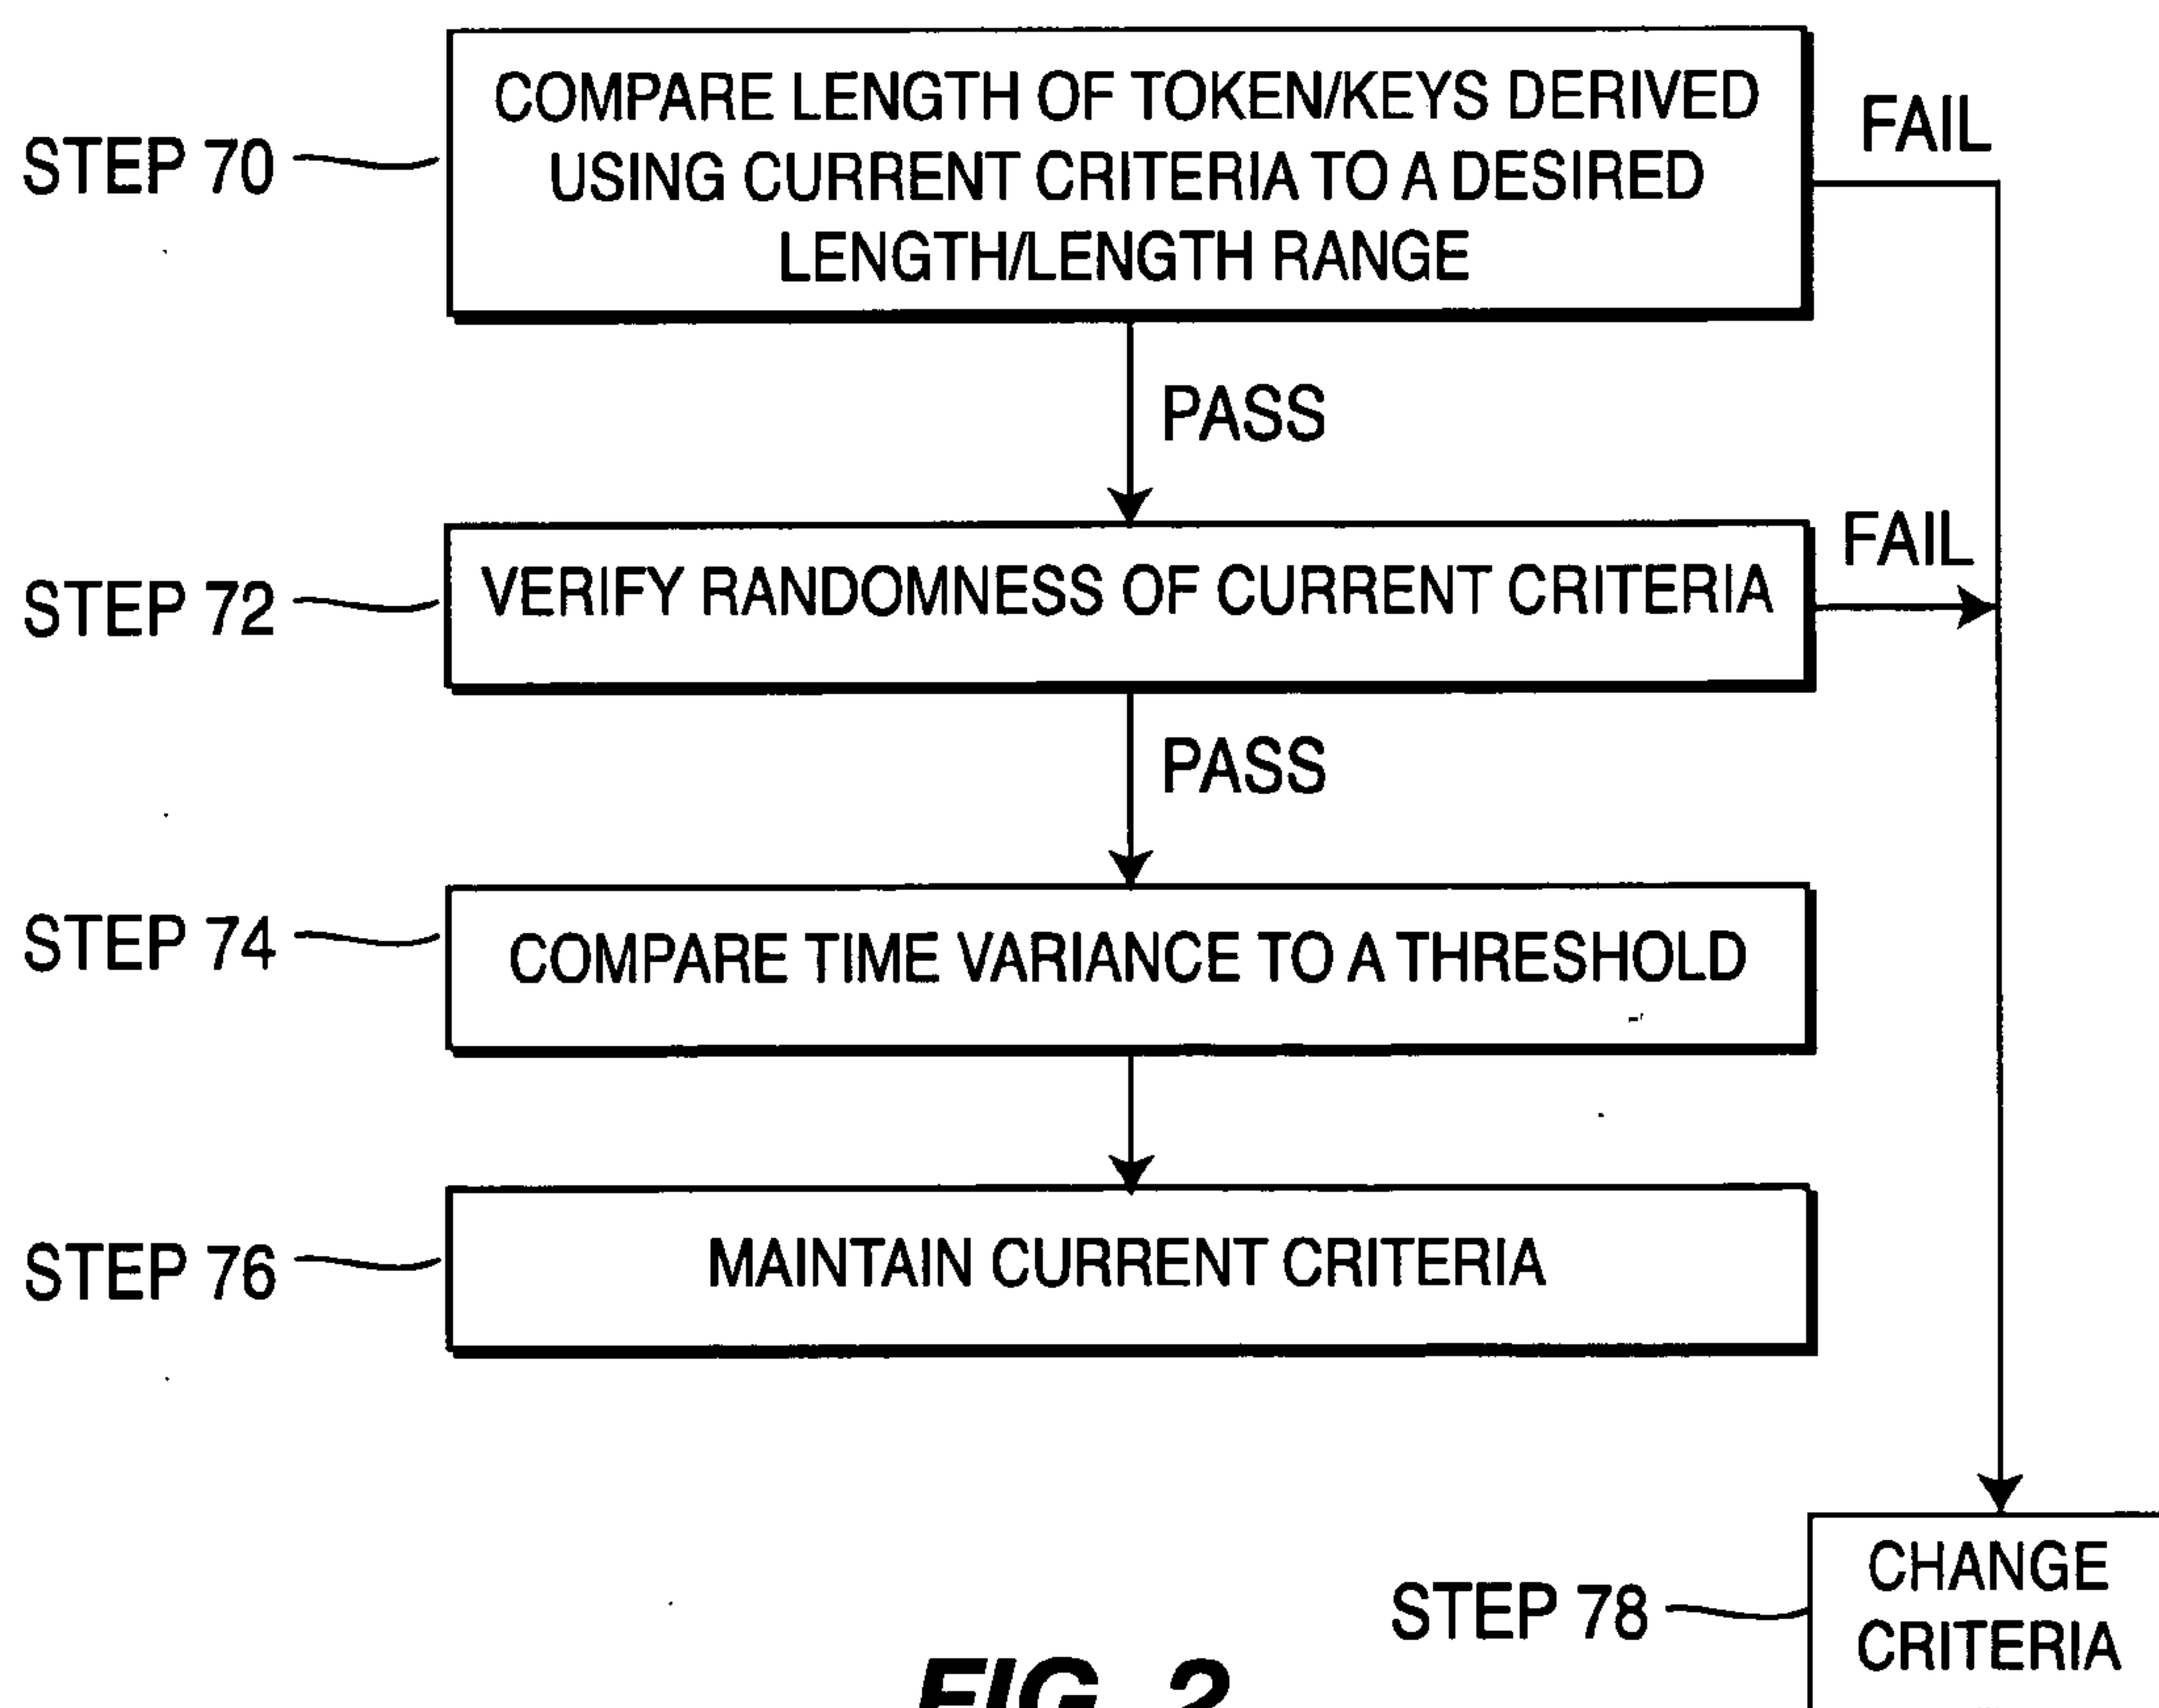 STEP 70
COMPARE LENGTH OF TOKEN/KEYS DERIVED
USING CURRENT CRITERIA TO A DESIRED
LENGTH/LENGTH RANGE
FAIL
PASS
STEP 72
VERIFY RANDOMNESS OF CURRENT CRITERIA
FAIL
PASS
STEP 74
COMPARE TIME VARIANCE TO A THRESHOLD
STEP 76
MAINTAIN CURRENT CRITERIA
STEP 78
CHANGE
CRITERIA
FIG. 2